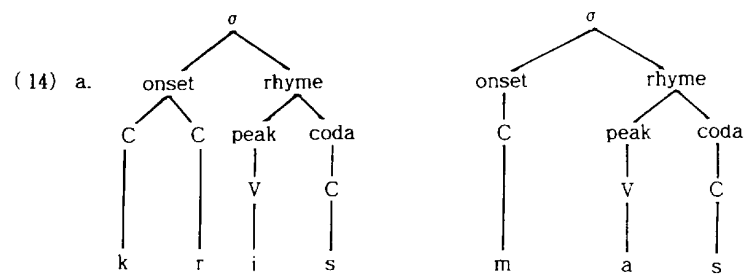 σ σ
(14) a. onset rhyme onset rhyme
C C peak coda C peak coda
V C V C
k r i s m a s